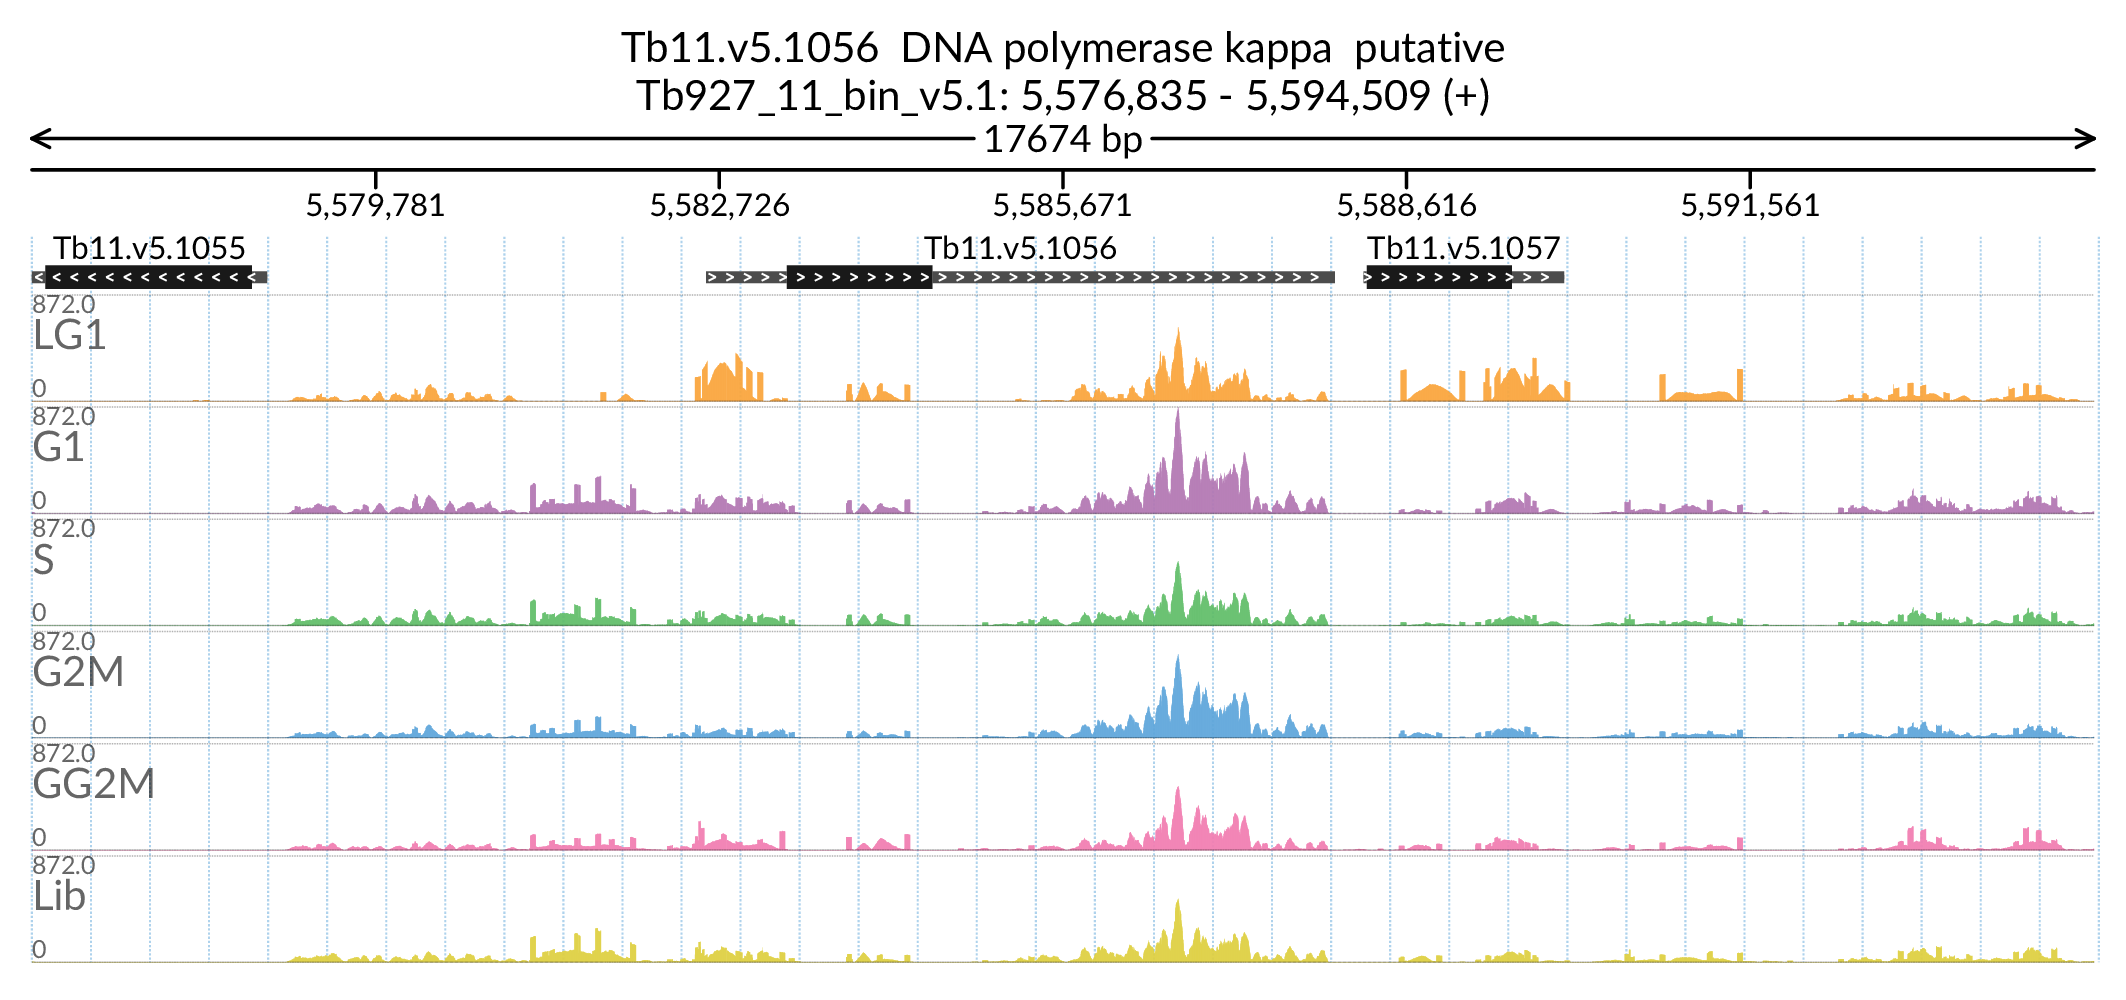 Tb11.v5.1056  DNA polymerase kappa  putative
Tb927_11_bin_v5.1: 5,576,835 - 5,594,509 (+)
17674 bp
5,579,781 5,582,726 5,585,671 5,588,616 5,591,561
Tb11.v5.1055 Tb11.v5.1056 Tb11.v5.1057
872.0
LG1
0
872.0
G1
0
872.0
S
0
872.0
G2M
0
872.0
GG2M
0
872.0
Lib
0